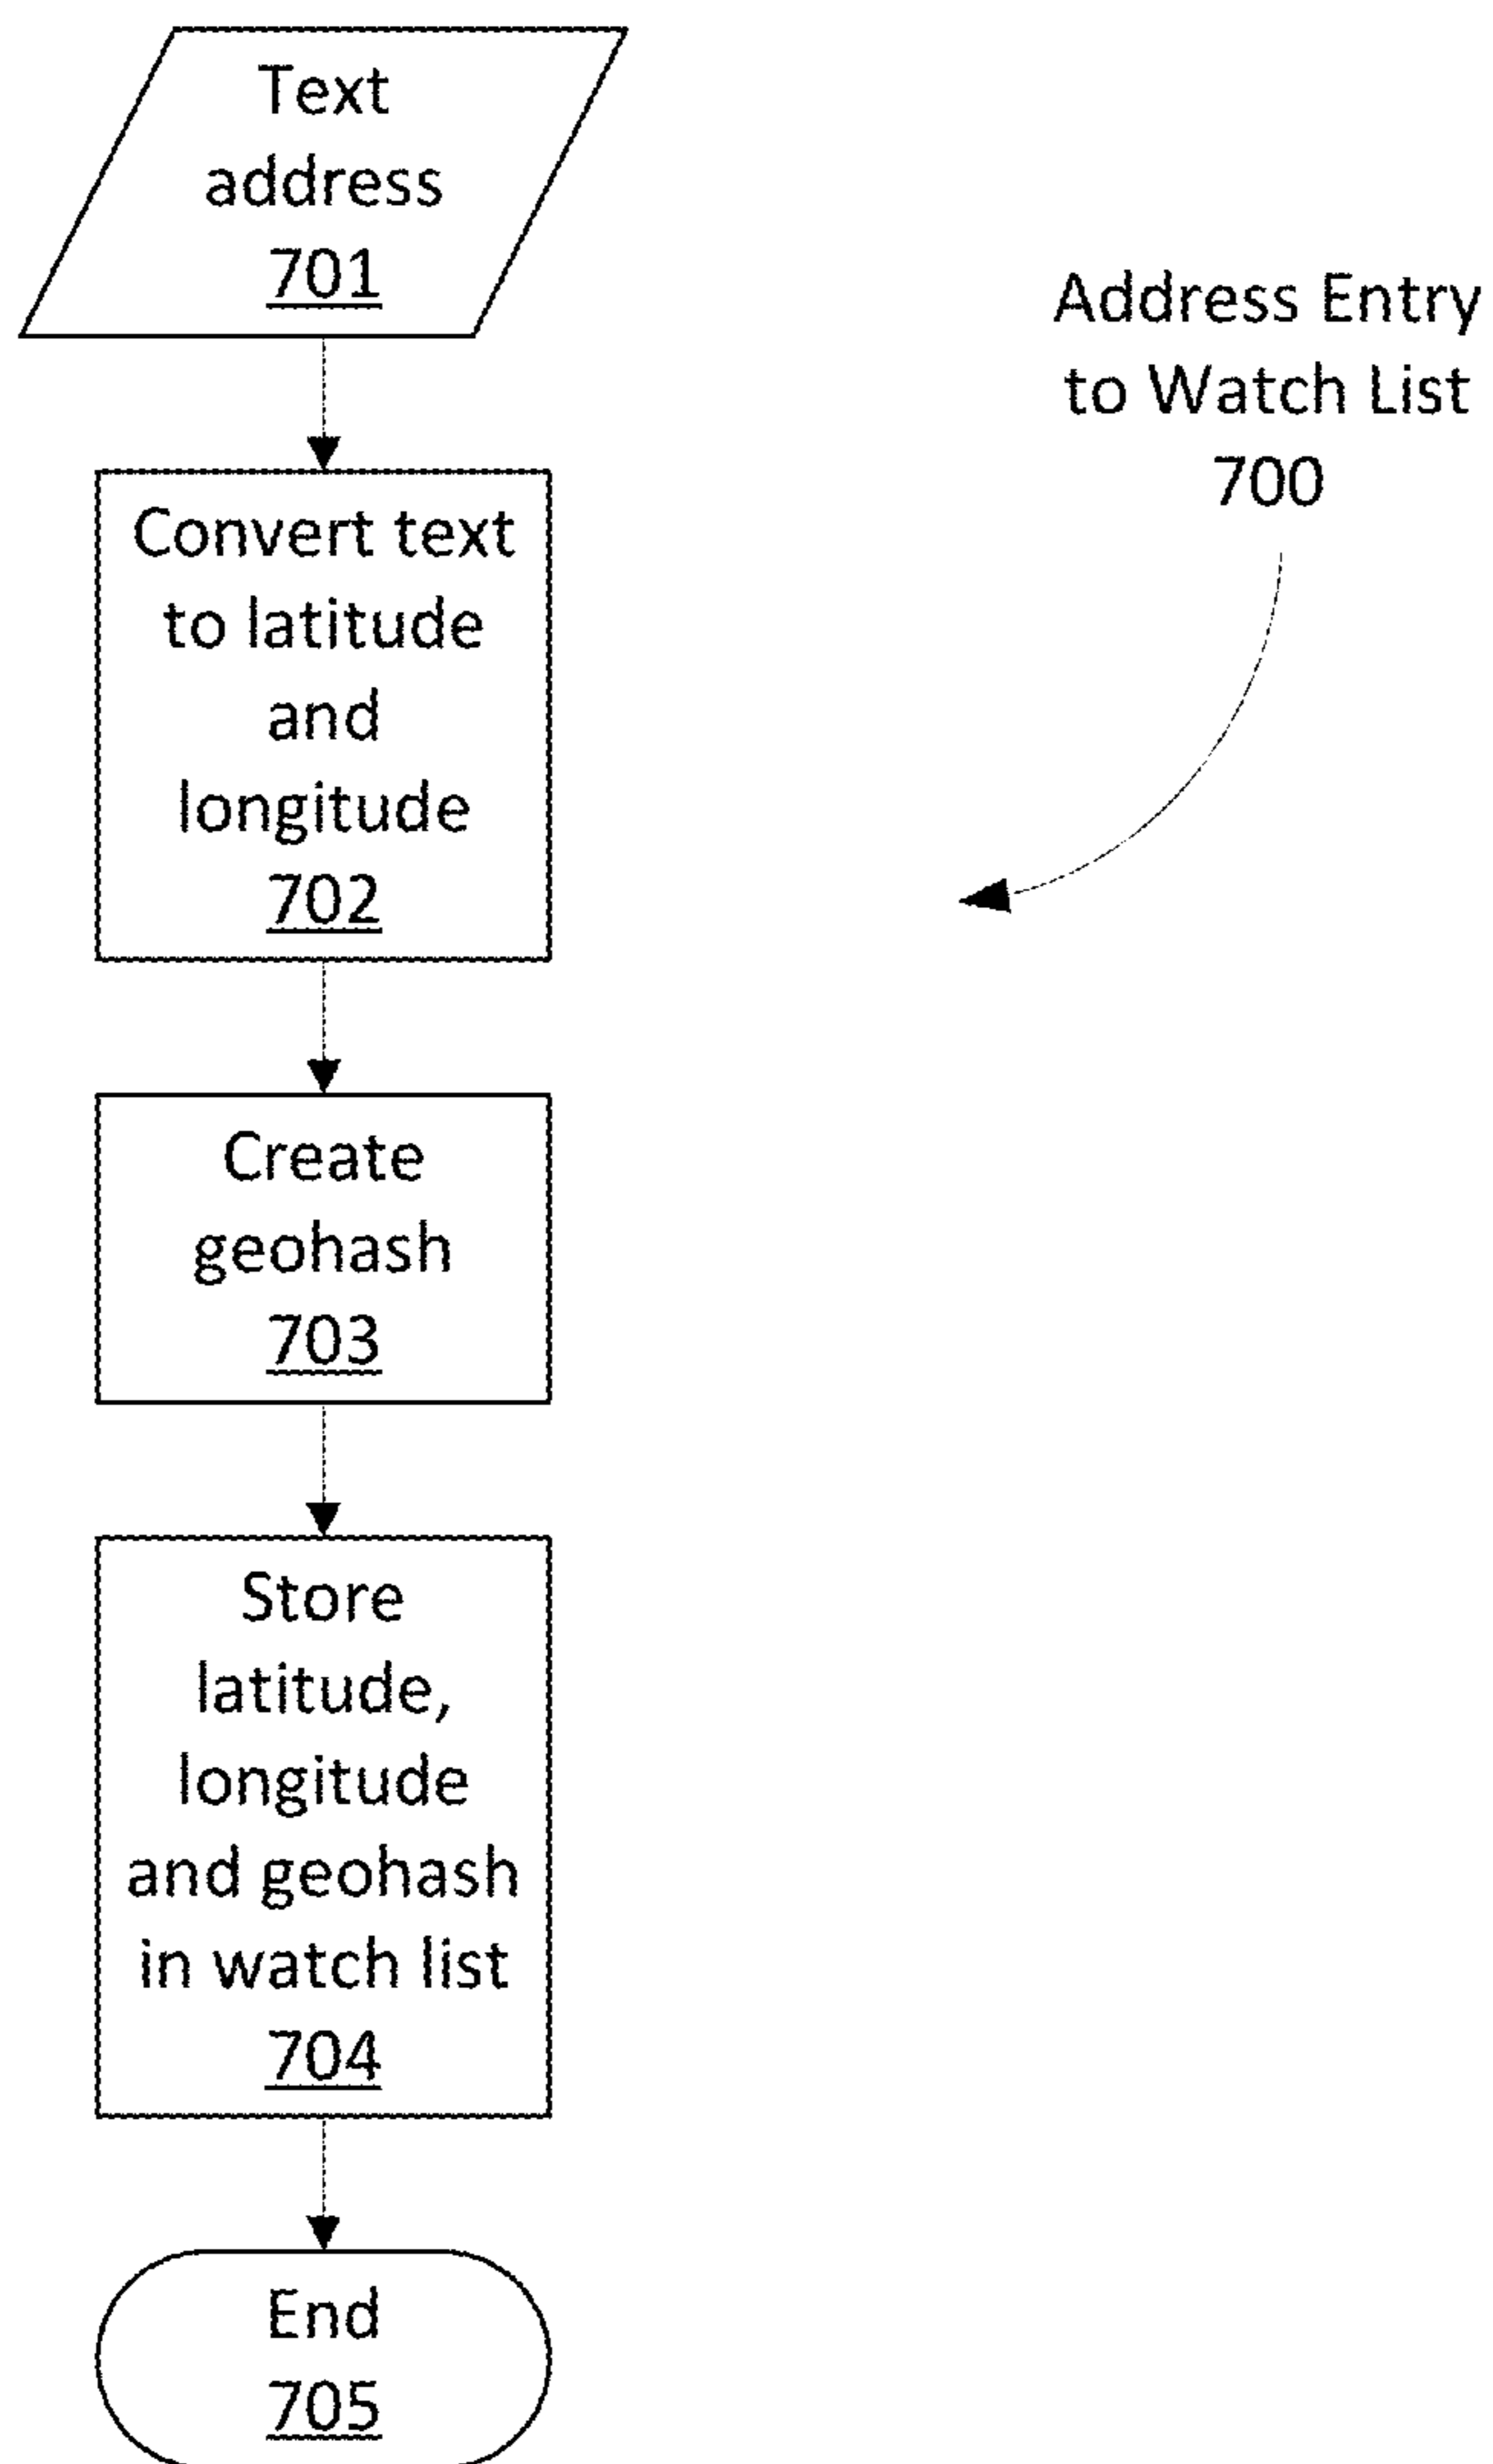 Text
address
701
Address Entry
to Watch List
700
Convert text
to latitude
and
longitude
702
Create
geohash
703
Store
latitude,
longitude
and geohash
in watch list
704
End
705